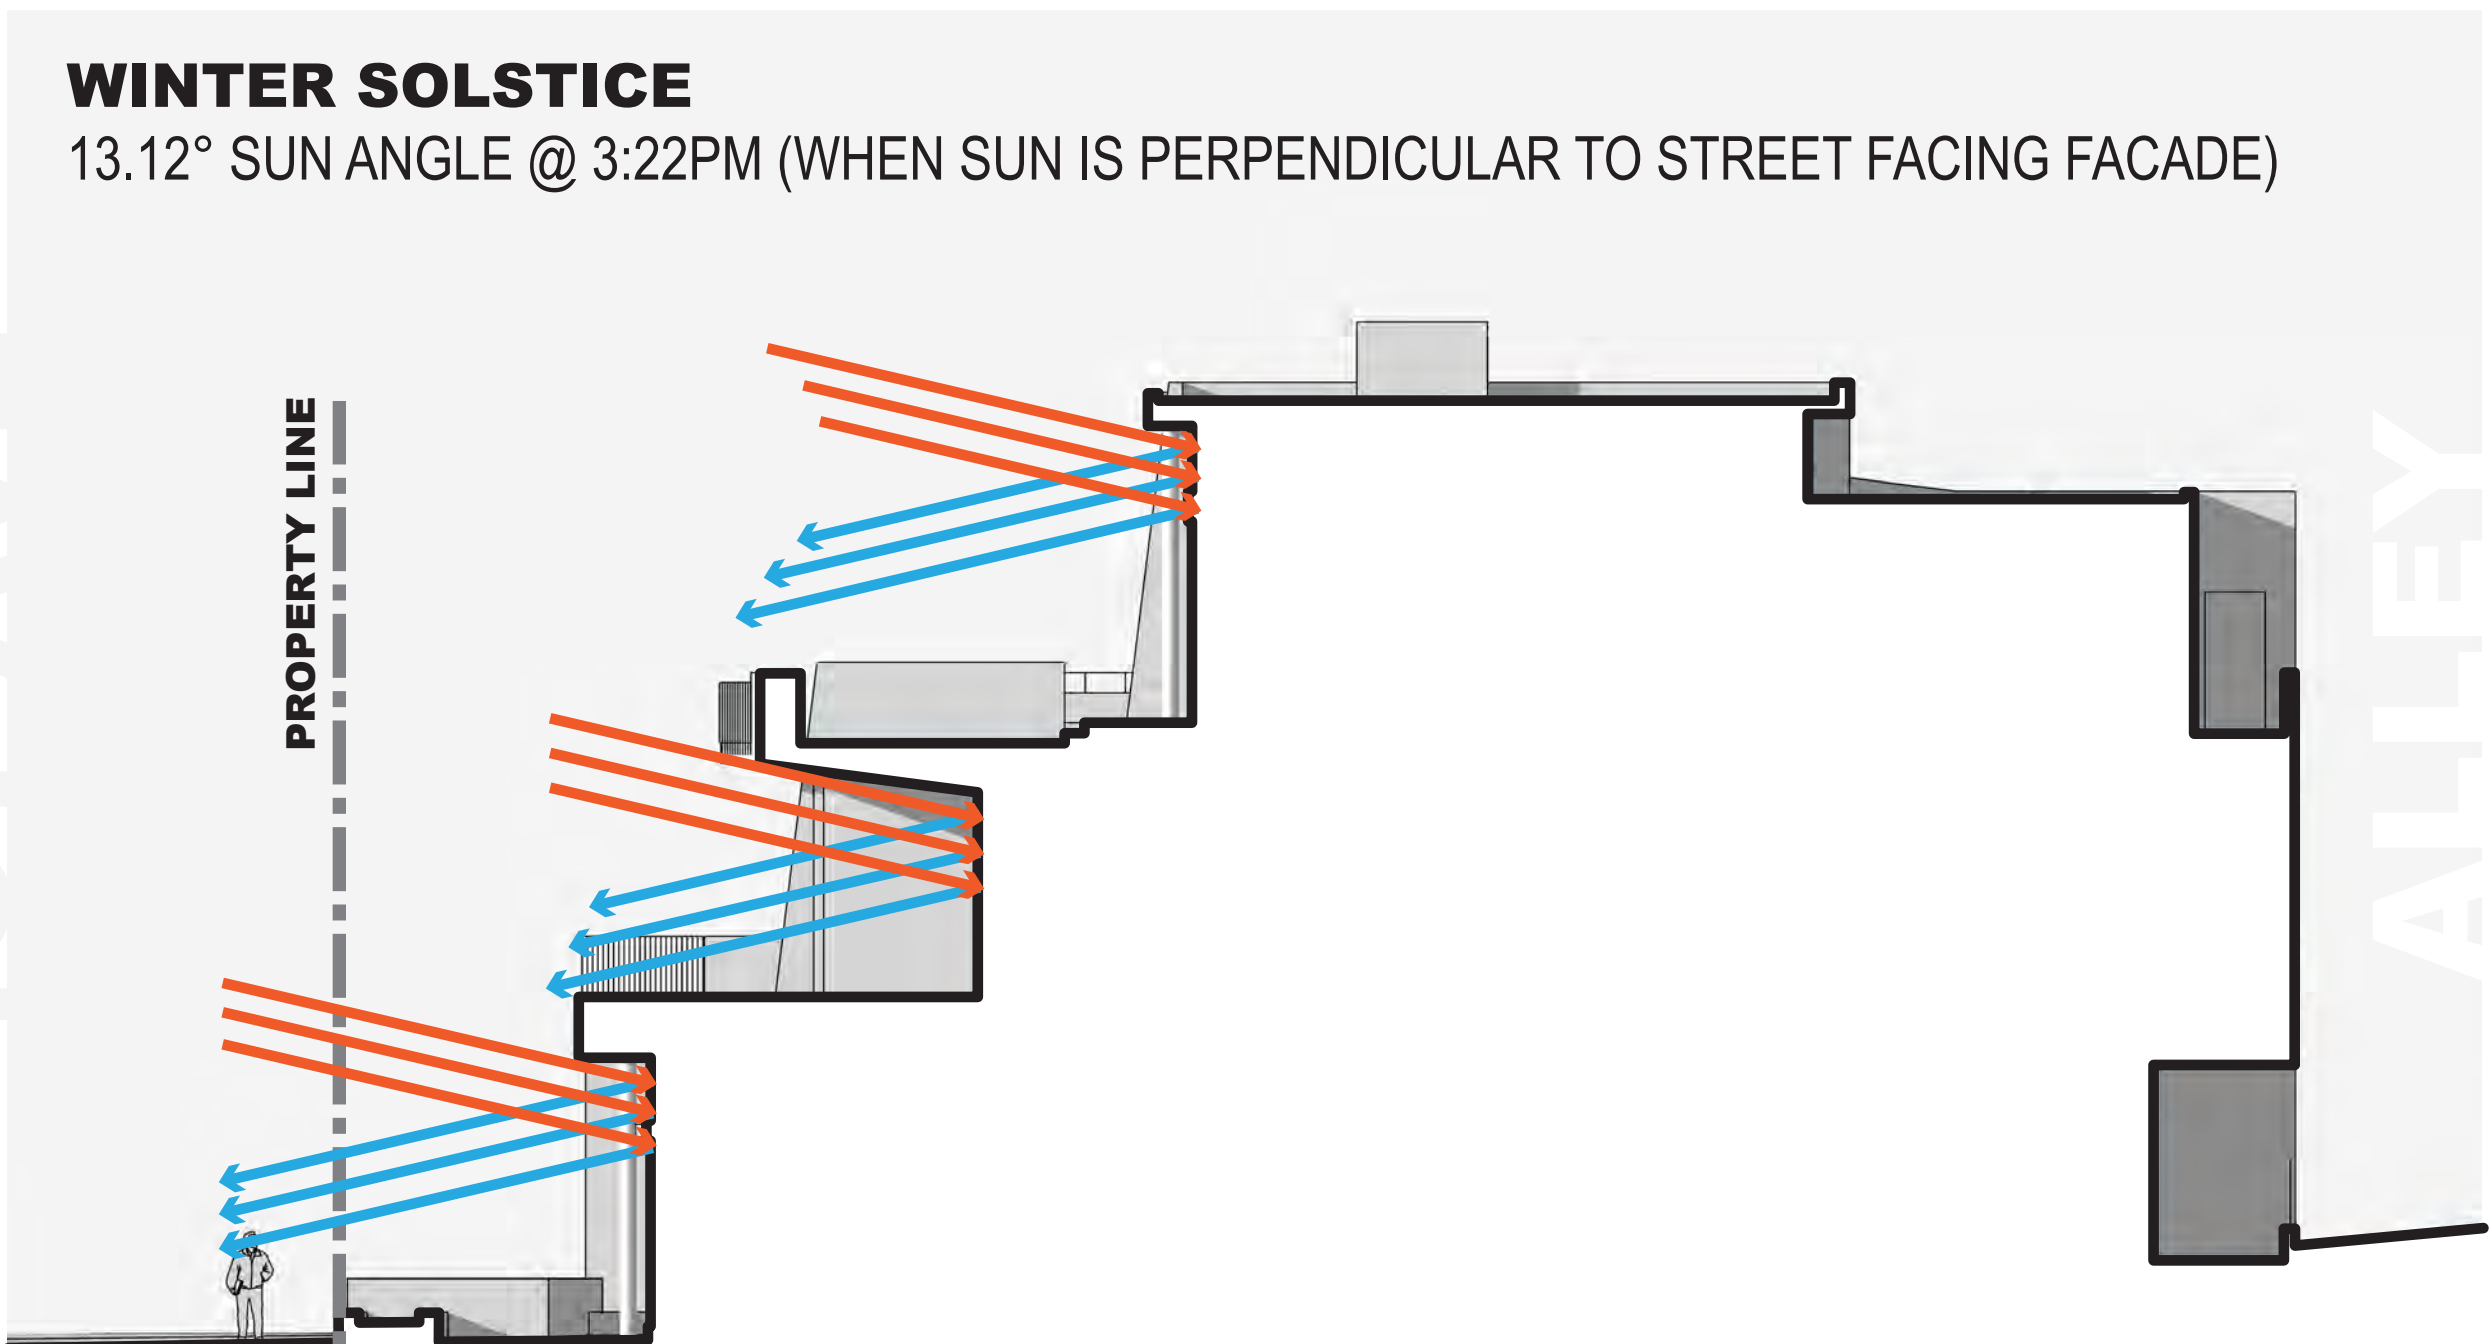 WINTER SOLSTICE
13.12° SUN ANGLE @ 3:22PM (WHEN SUN IS PERPENDICULAR TO STREET FACING FACADE)
PROPERTY LINE
ALLEY